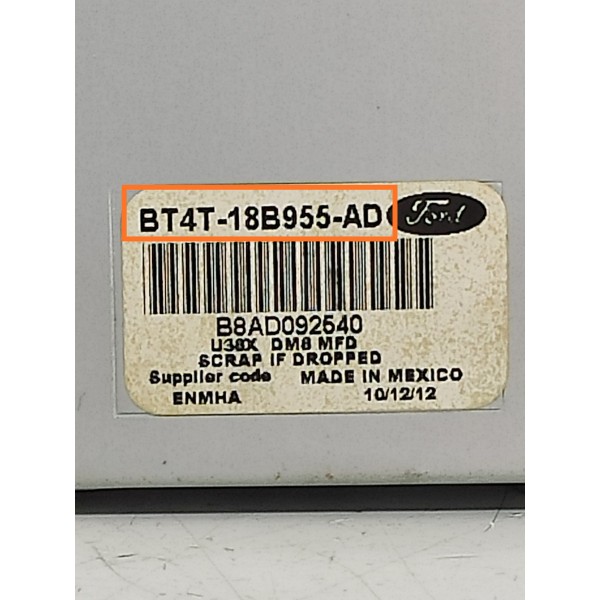 BT4T-18B955-AD Ford
B8AD092540
U38X DM8 MFD
SCRAP IF DROPPED
Supplier code MADE IN MEXICO
ENMHA 10/12/12